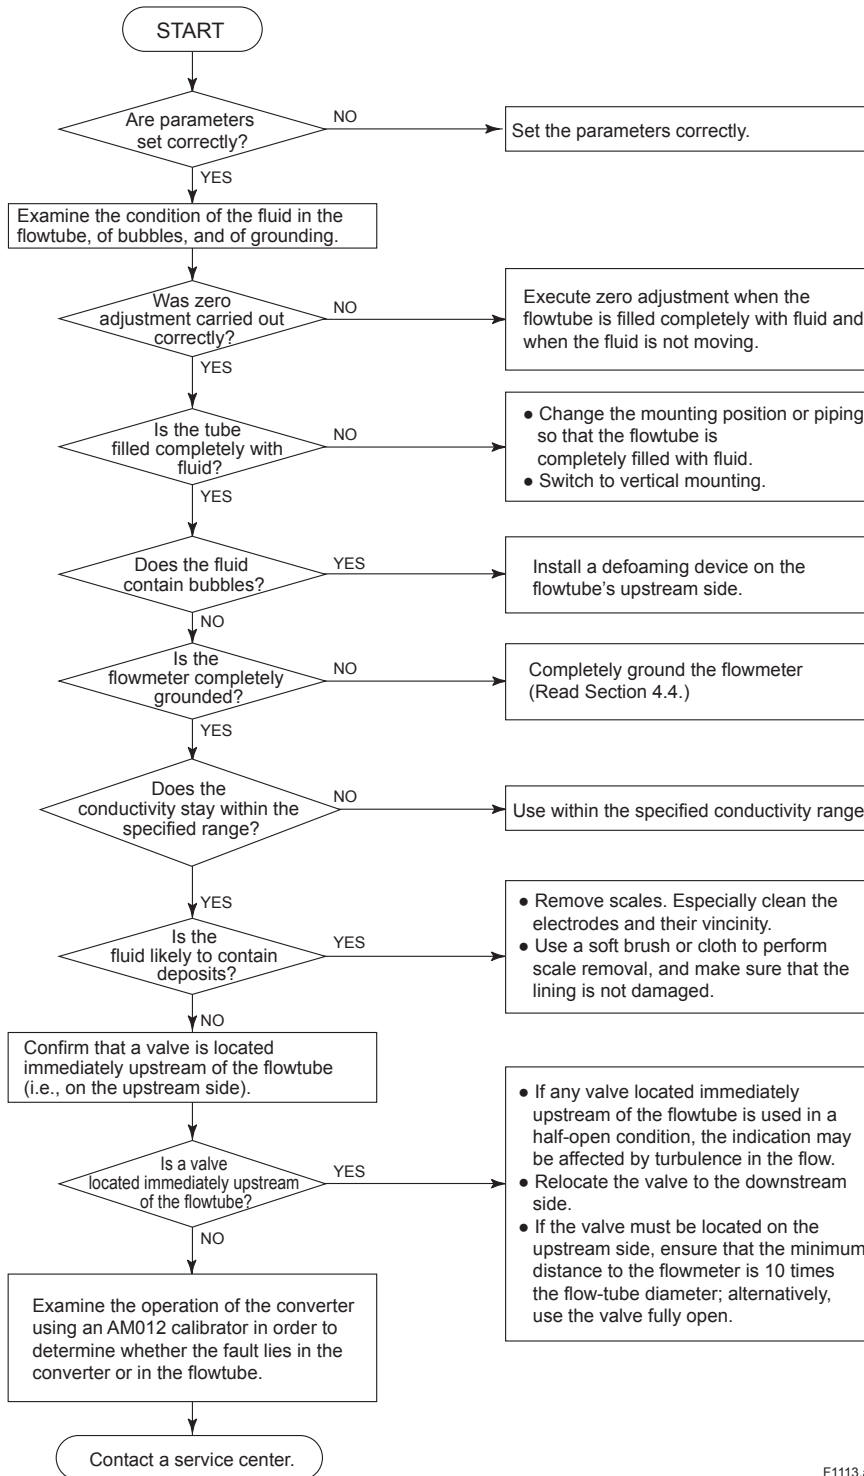 START
Are parameters
set correctly?
NO
Set the parameters correctly.
YES
Examine the condition of the fluid in the
flowtube, of bubbles, and of grounding.
Was zero
adjustment carried out
correctly?
NO
Execute zero adjustment when the
flowtube is filled completely with fluid and
when the fluid is not moving.
YES
Is the tube
filled completely with
fluid?
NO
● Change the mounting position or piping
so that the flowtube is
completely filled with fluid.
● Switch to vertical mounting.
YES
Does the fluid
contain bubbles?
YES
Install a defoaming device on the
flowtube's upstream side.
NO
Is the
flowmeter completely
grounded?
NO
Completely ground the flowmeter
(Read Section 4.4.)
YES
Does the
conductivity stay within the
specified range?
NO
Use within the specified conductivity range
YES
Is the
fluid likely to contain
deposits?
YES
● Remove scales. Especially clean the
electrodes and their vincinity.
● Use a soft brush or cloth to perform
scale removal, and make sure that the
lining is not damaged.
NO
Confirm that a valve is located
immediately upstream of the flowtube
(i.e., on the upstream side).
Is a valve
located immediately upstream
of the flowtube?
YES
● If any valve located immediately
upstream of the flowtube is used in a
half-open condition, the indication may
be affected by turbulence in the flow.
● Relocate the valve to the downstream
side.
● If the valve must be located on the
upstream side, ensure that the minimum
distance to the flowmeter is 10 times
the flow-tube diameter; alternatively,
use the valve fully open.
NO
Examine the operation of the converter
using an AM012 calibrator in order to
determine whether the fault lies in the
converter or in the flowtube.
Contact a service center.
F1113